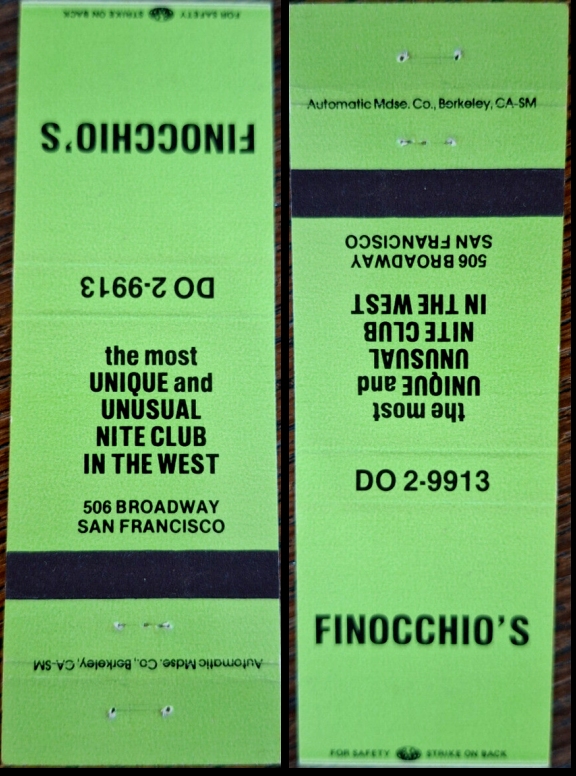 FOR SAFETY STRIKE ON BACK
FINOCCHIO'S
DO 2-9913
the most
UNIQUE and
UNUSUAL
NITE CLUB
IN THE WEST
506 BROADWAY
SAN FRANCISCO
Automatic Mdse. Co., Berkeley, CA-SM
Automatic Mdse. Co., Berkeley, CA-SM
506 BROADWAY
SAN FRANCISCO
the most
UNIQUE and
UNUSUAL
NITE CLUB
IN THE WEST
DO 2-9913
FINOCCHIO'S
FOR SAFETY STRIKE ON BACK